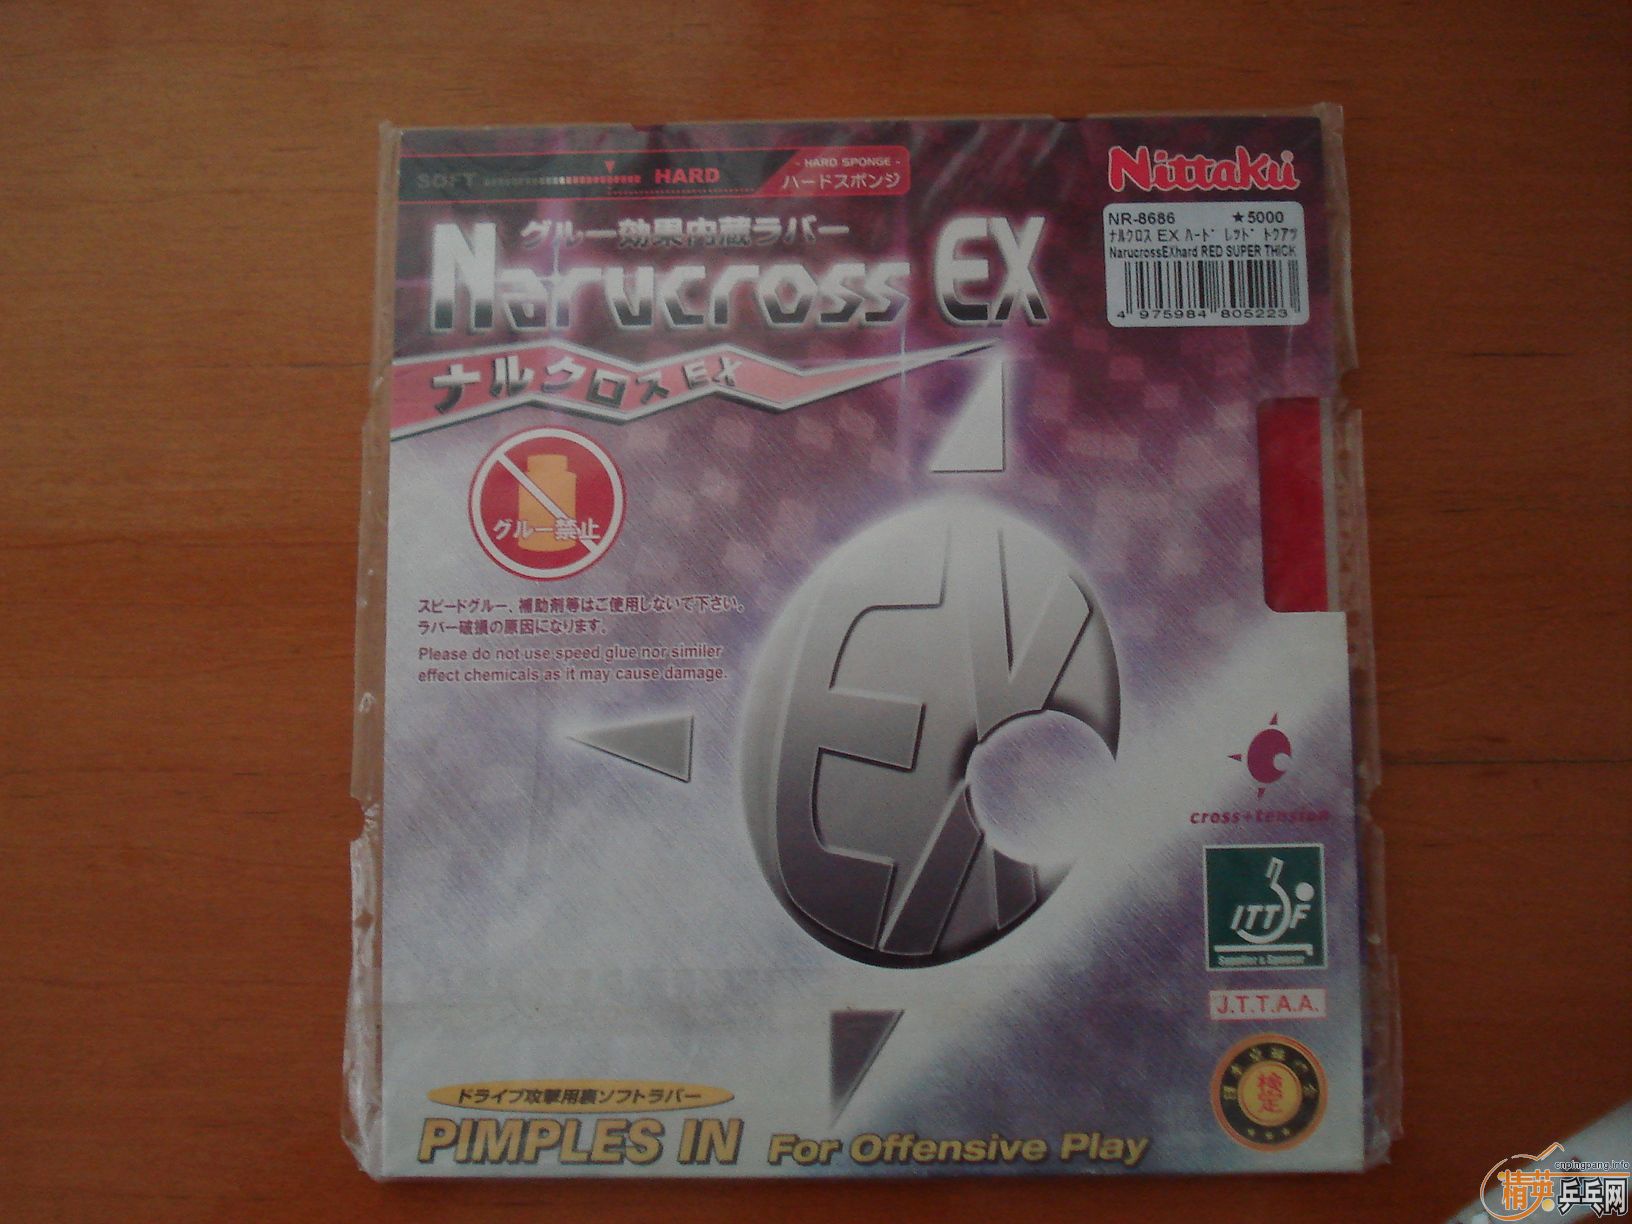 SOFT HARD
- HARD SPONGE -
ハードスポンジ
Nittaku
NR-8686 ★5000
ナルクロス EX ハード レッド トクアツ
NarucrossEXhard RED SUPER THICK
4 975984 805223
グルー効果内蔵ラバー
Narucross EX
ナルクロス EX
グルー禁止
スピードグルー、補助剤等はご使用しないで下さい。
ラバー破損の原因になります。
Please do not use speed glue nor similer
effect chemicals as it may cause damage.
EX
cross+tension
ITTF
Supplier & Sponsor
J.T.T.A.A.
検定
ドライブ攻撃用裏ソフトラバー
PIMPLES IN For Offensive Play
cnpingpang.info
精英乒乓网